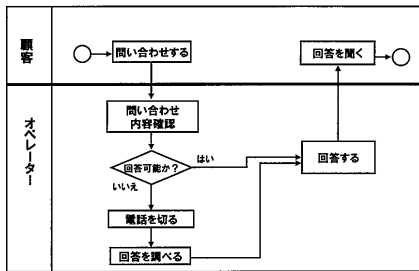 顧客
問い合わせする
回答を聞く
オペレーター
問い合わせ
内容確認
回答可能か?
はい
いいえ
回答する
電話を切る
回答を調べる